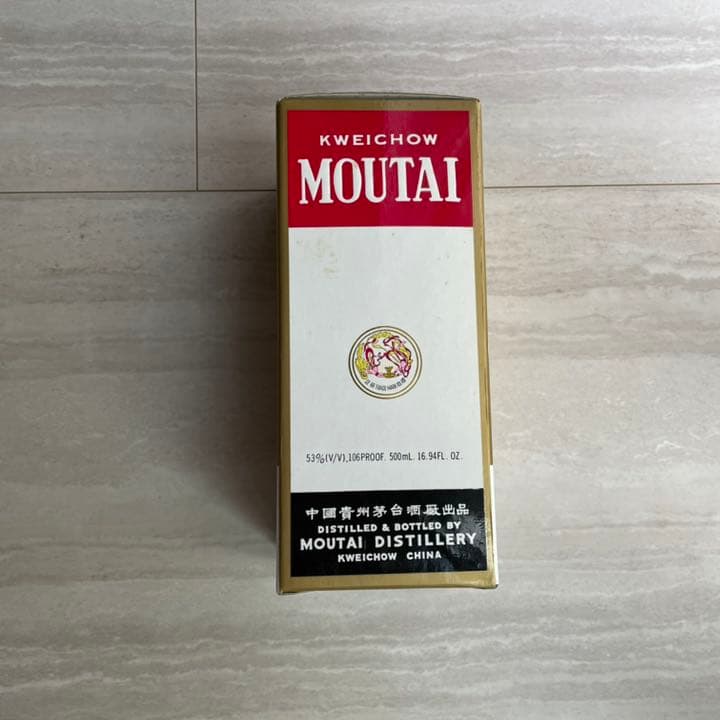 KWEICHOW
MOUTAI
53%(V/V),106PROOF. 500mL. 16.94FL. OZ.
中國貴州茅台酒廠出品
DISTILLED & BOTTLED BY
MOUTAI DISTILLERY
KWEICHOW CHINA